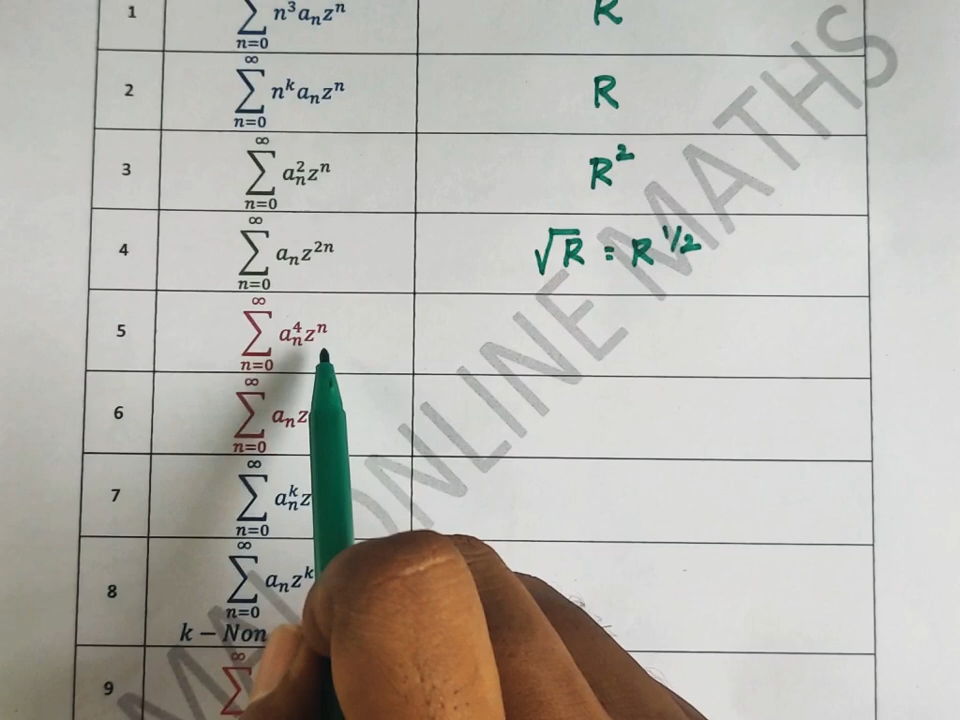 1 ∑ n=0 n³aₙzⁿ R
2 ∞ ∑ n=0 nᵏaₙzⁿ R
3 ∞ ∑ n=0 aₙ²zⁿ R²
4 ∞ ∑ n=0 aₙz²ⁿ √R = R^1/2
5 ∞ ∑ n=0 aₙ⁴zⁿ
6 ∞ ∑ n=0 aₙz
7 ∞ ∑ n=0 aₙᵏz
8 ∞ ∑ n=0 aₙzᵏ
k – Non
9 ∞ ∑
ONLINE MATHS